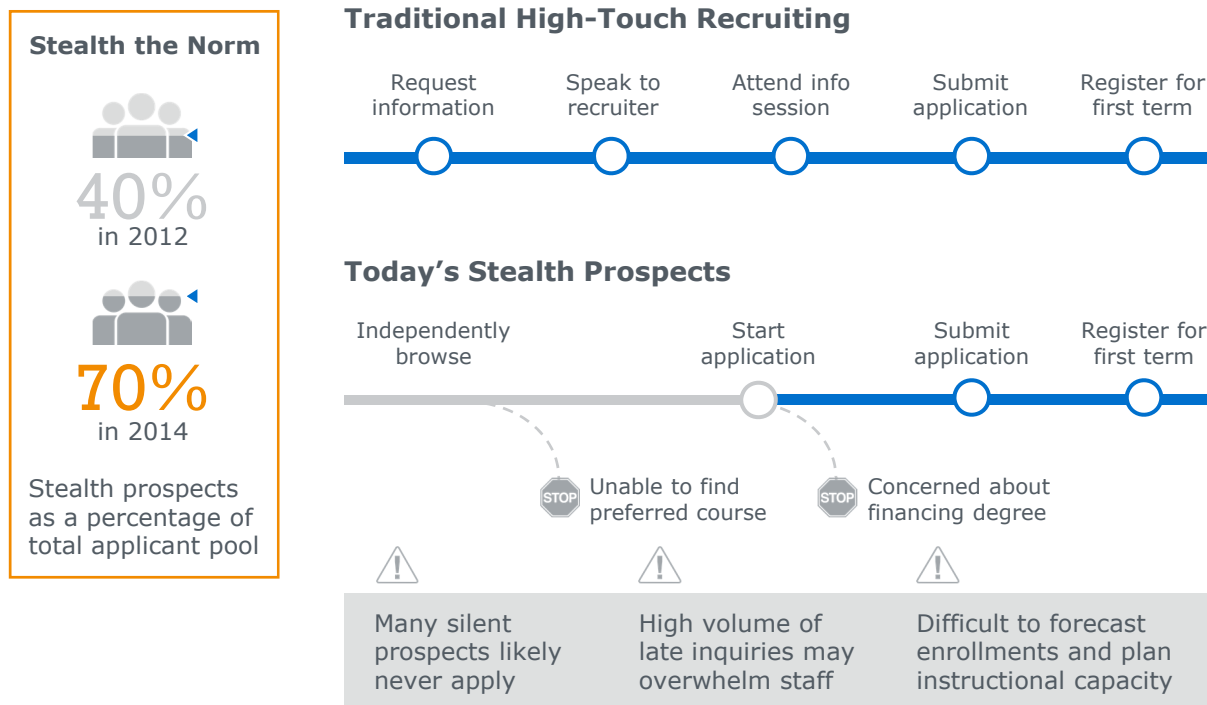 Stealth the Norm
40%
in 2012
70%
in 2014
Stealth prospects
as a percentage of
total applicant pool
Traditional High-Touch Recruiting
Request
information
Speak to
recruiter
Attend info
session
Submit
application
Register for
first term
Today's Stealth Prospects
Independently
browse
Start
application
Submit
application
Register for
first term
STOP
Unable to find
preferred course
STOP
Concerned about
financing degree
Many silent
prospects likely
never apply
High volume of
late inquiries may
overwhelm staff
Difficult to forecast
enrollments and plan
instructional capacity